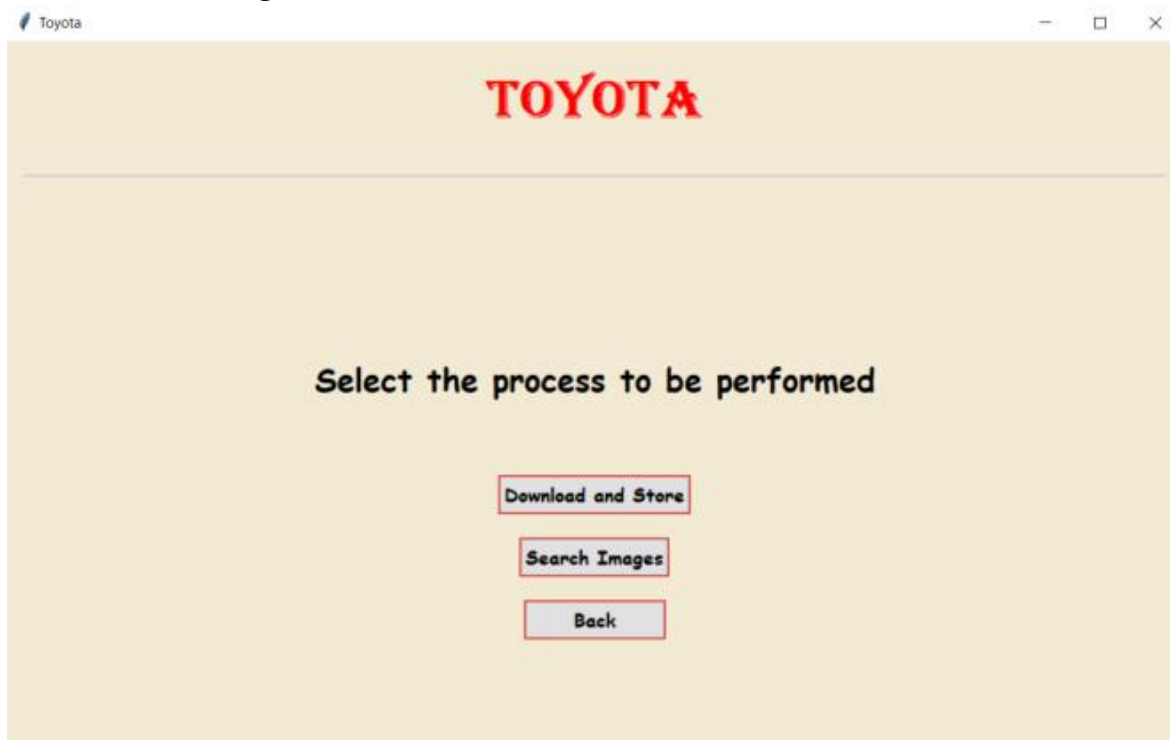 Toyota
TOYOTA
Select the process to be performed
Download and Store
Search Images
Back